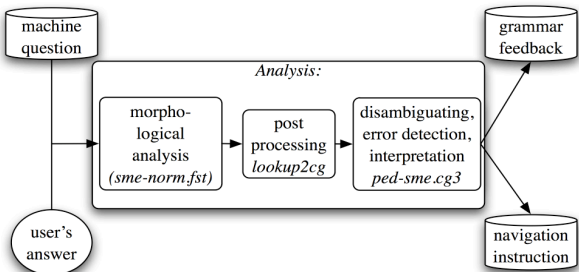 machine
question
grammar
feedback
Analysis:
morpho-
logical
analysis
(sme-norm.fst)
post
processing
lookup2cg
disambiguating,
error detection,
interpretation
ped-sme.cg3
user's
answer
navigation
instruction